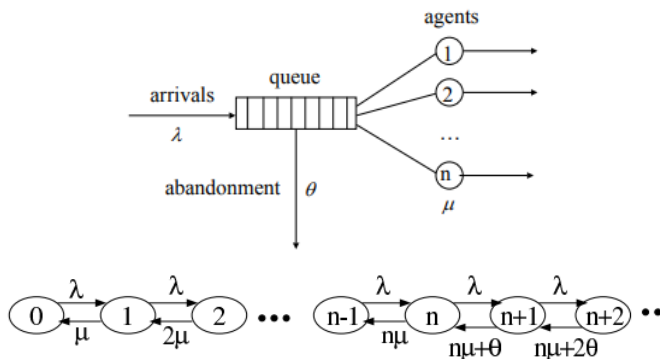 agents
queue
arrivals
λ
1
2
...
n
μ
abandonment θ
λ λ λ λ λ
0 1 2 ••• n-1 n n+1 n+2 ••
μ 2μ nμ nμ+θ nμ+2θ